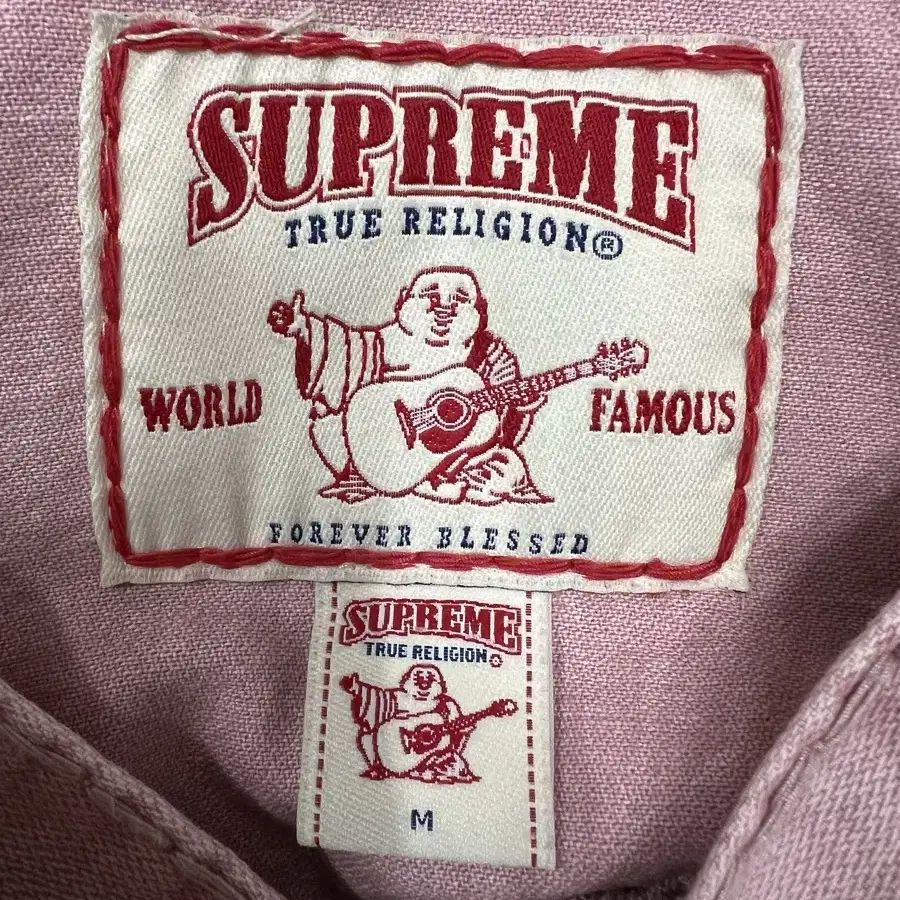 SUPREME
TRUE RELIGION®
WORLD FAMOUS
FOREVER BLESSED
SUPREME
TRUE RELIGION®
M